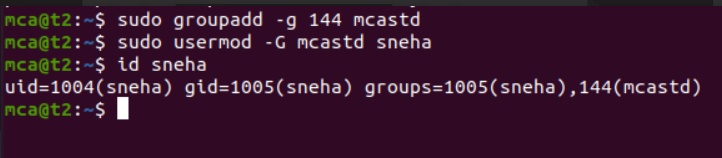 mca@t2:~$ sudo groupadd -g 144 mcastd
mca@t2:~$ sudo usermod -G mcastd sneha
mca@t2:~$ id sneha
uid=1004(sneha) gid=1005(sneha) groups=1005(sneha),144(mcastd)
mca@t2:~$